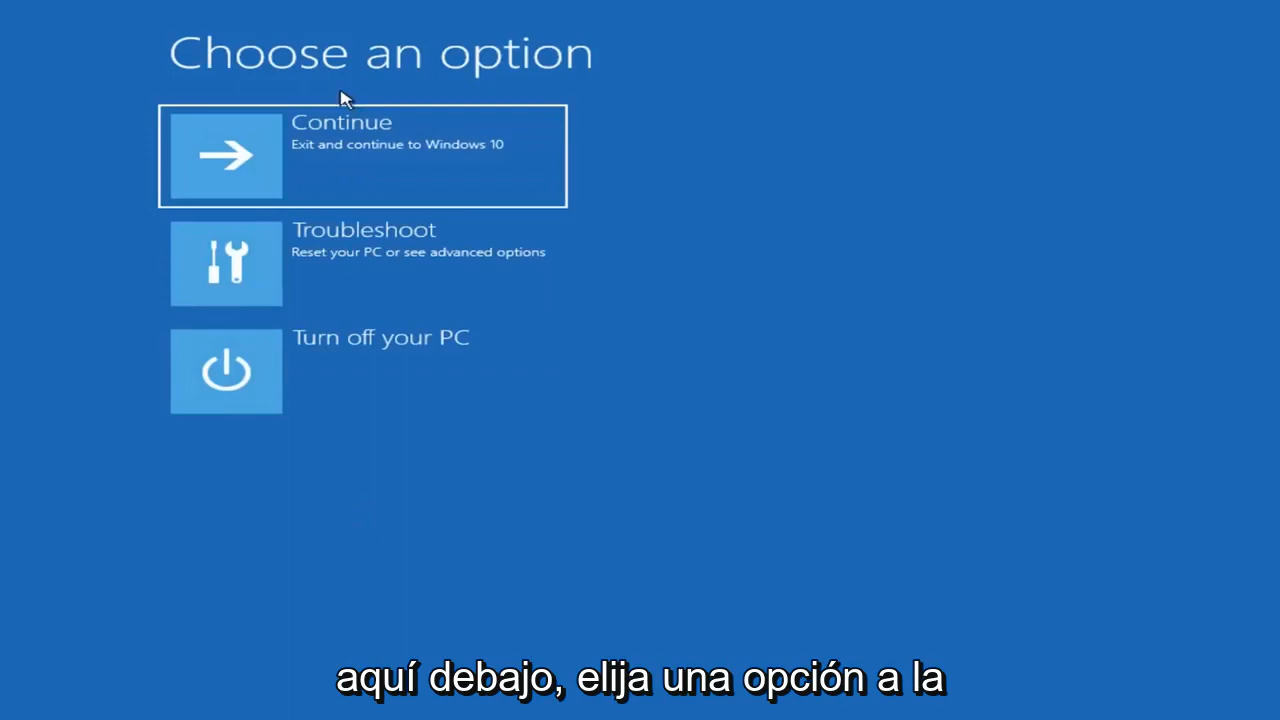 Choose an option
Continue
Exit and continue to Windows 10
Troubleshoot
Reset your PC or see advanced options
Turn off your PC
aquí debajo, elija una opción a la